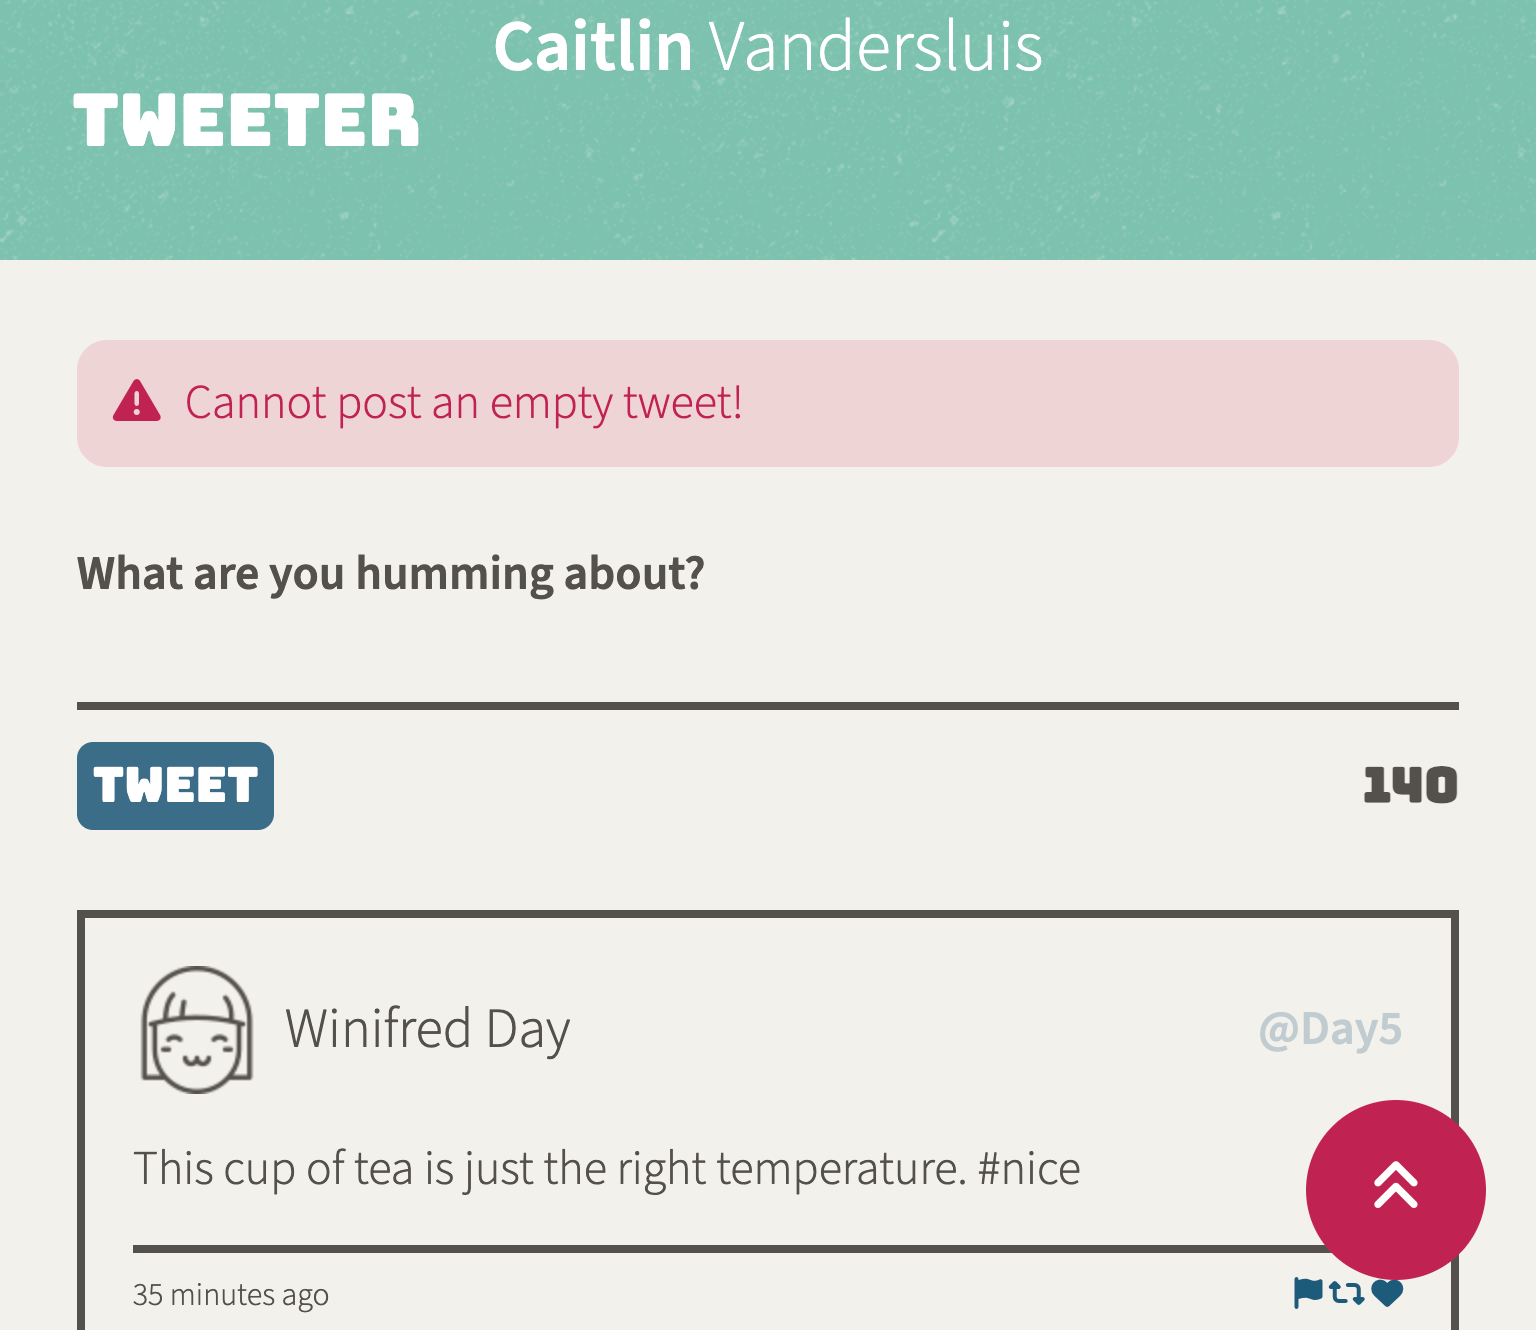 Caitlin Vandersluis
TWEETER
Cannot post an empty tweet!
What are you humming about?
TWEET
140
Winifred Day
@Day5
This cup of tea is just the right temperature. #nice
35 minutes ago